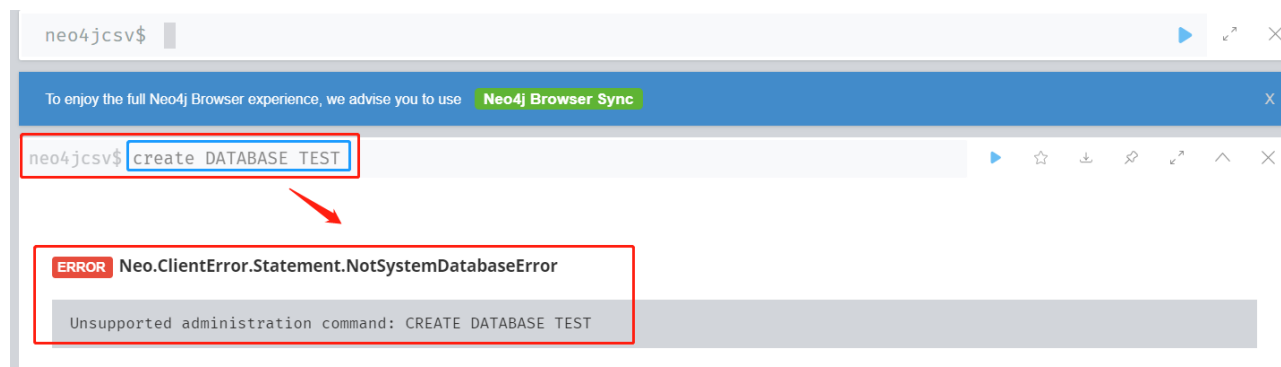 neo4jcsv$
To enjoy the full Neo4j Browser experience, we advise you to use Neo4j Browser Sync X
neo4jcsv$ create DATABASE TEST
ERROR Neo.ClientError.Statement.NotSystemDatabaseError
Unsupported administration command: CREATE DATABASE TEST